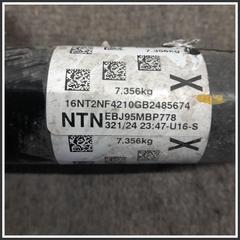 7.356kg
X
16NT2NF4210GB2485674
NTN
EBJ95MBP778
321/24 23:47-U16-S
7.356kg
X